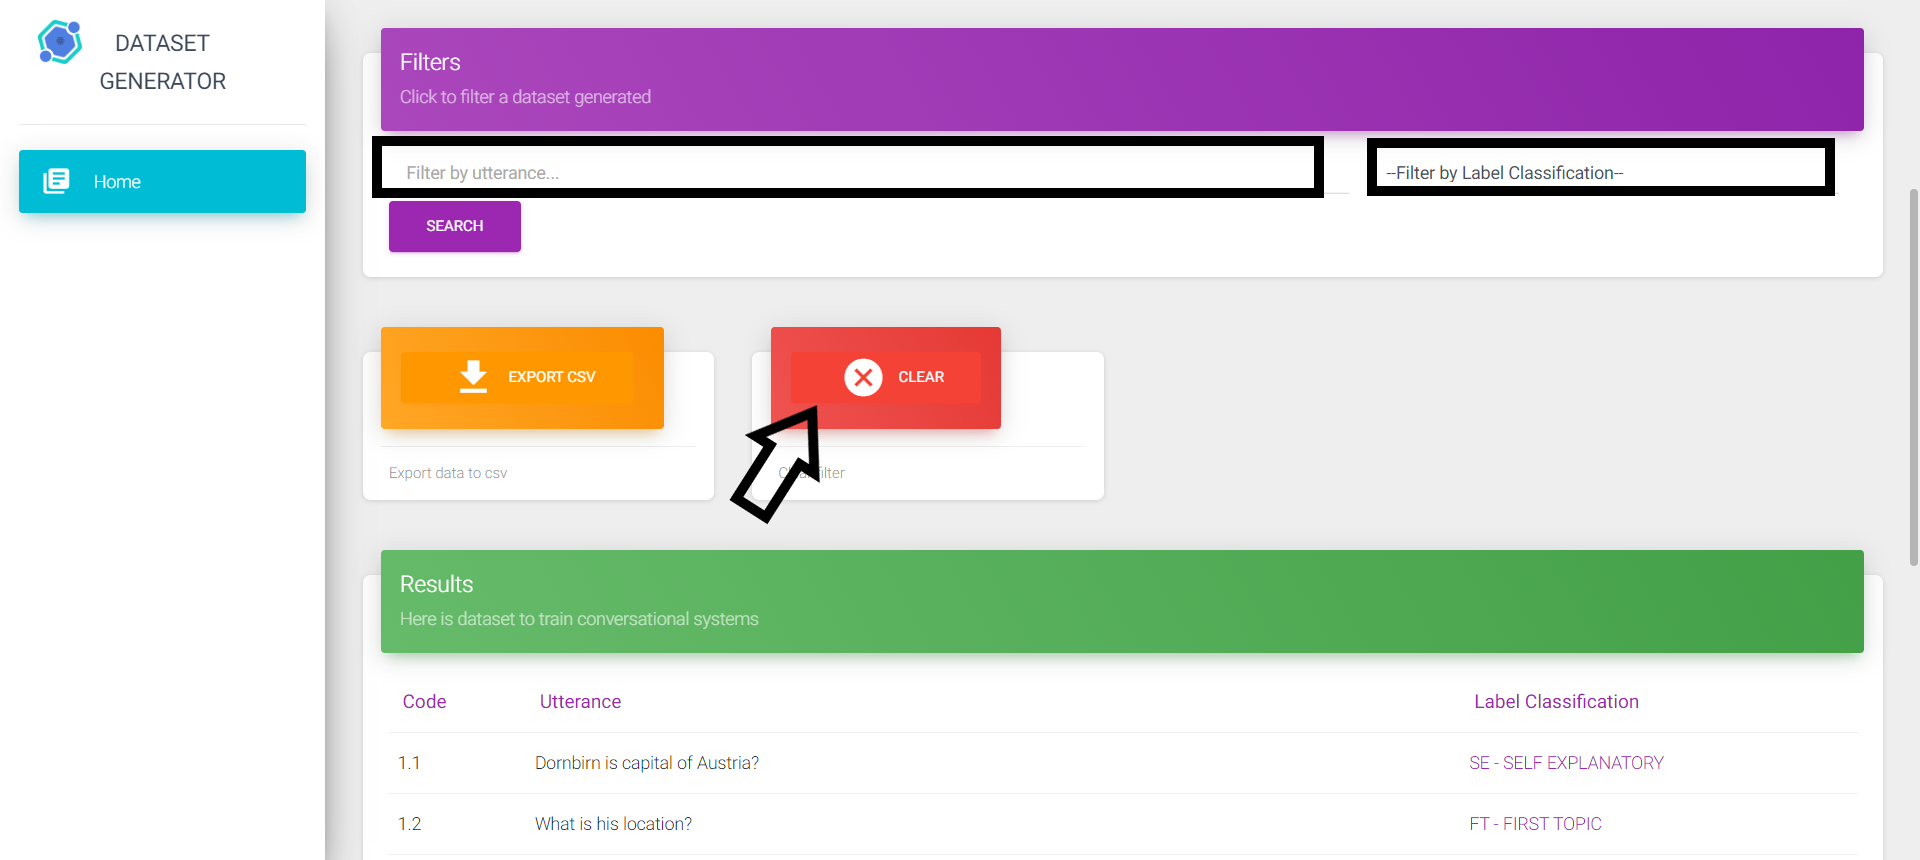 DATASET
GENERATOR
Home
Filters
Click to filter a dataset generated
Filter by utterance...
--Filter by Label Classification--
SEARCH
EXPORT CSV
CLEAR
Export data to csv
filter
Results
Here is dataset to train conversational systems
Code Utterance Label Classification
1.1 Dornbirn is capital of Austria? SE - SELF EXPLANATORY
1.2 What is his location? FT - FIRST TOPIC